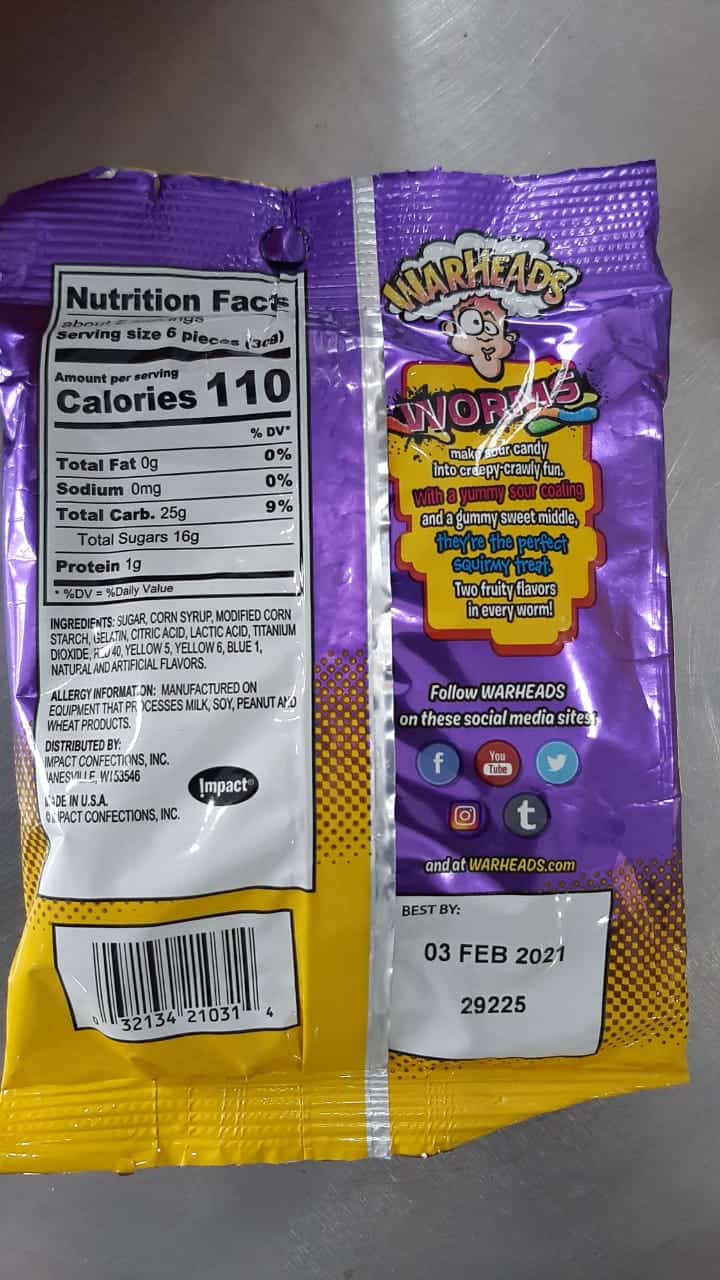 Nutrition Facts
about
Serving size 6 pieces
Amount per serving
Calories 110
% DV*
Total Fat 0g 0%
Sodium 0mg 0%
Total Carb. 25g 9%
Total Sugars 16g
Protein 1g
* %DV = %Daily Value
INGREDIENTS: SUGAR, CORN SYRUP, MODIFIED CORN
STARCH, GELATIN, CITRIC ACID, LACTIC ACID, TITANIUM
DIOXIDE, RED 40, YELLOW 5, YELLOW 6, BLUE 1,
NATURAL AND ARTIFICIAL FLAVORS.
ALLERGY INFORMATION: MANUFACTURED ON
EQUIPMENT THAT PROCESSES MILK, SOY, PEANUT AND
WHEAT PRODUCTS.
DISTRIBUTED BY:
IMPACT CONFECTIONS, INC.
JANESVILLE, WI 53546
MADE IN U.S.A.
IMPACT CONFECTIONS, INC.
Impact®
0 32134 21031 4
WARHEADS
WORMS
make sour candy
into creepy-crawly fun.
With a yummy sour coating
and a gummy sweet middle,
they're the perfect
squirmy treat.
Two fruity flavors
in every worm!
Follow WARHEADS
on these social media sites:
f
You
Tube
t
and at WARHEADS.com
BEST BY:
03 FEB 2021
29225